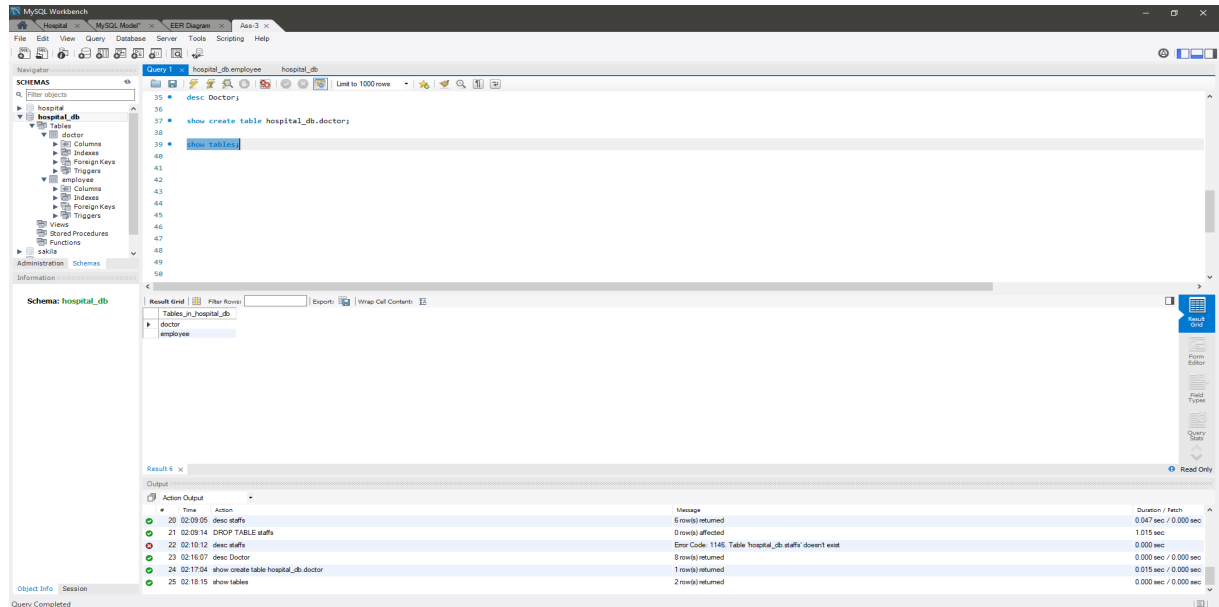 MySQL Workbench
Hospital × MySQL Model* × EER Diagram × Ass-3 ×
File Edit View Query Database Server Tools Scripting Help
Navigator
SCHEMAS
Filter objects
hospital
hospital_db
Tables
doctor
Columns
Indexes
Foreign Keys
Triggers
employee
Columns
Indexes
Foreign Keys
Triggers
Views
Stored Procedures
Functions
sakila
Administration Schemas
Information
Schema: hospital_db
Object Info Session
Query Completed
Query 1 × hospital_db.employee hospital_db
Limit to 1000 rows
35 desc Doctor;
36
37 show create table hospital_db.doctor;
38
39 show tables;
40
41
42
43
44
45
46
47
48
49
50
Result Grid Filter Rows: Export: Wrap Cell Content:
Tables_in_hospital_db
doctor
employee
Result Grid
Form Editor
Field Types
Query Stats
Result 6 × Read Only
Output
Action Output
# Time Action Message Duration / Fetch
20 02:09:05 desc staffs 6 row(s) returned 0.047 sec / 0.000 sec
21 02:09:14 DROP TABLE staffs 0 row(s) affected 1.015 sec
22 02:10:12 desc staffs Error Code: 1146. Table 'hospital_db.staffs' doesn't exist 0.000 sec
23 02:16:07 desc Doctor 8 row(s) returned 0.000 sec / 0.000 sec
24 02:17:04 show create table hospital_db.doctor 1 row(s) returned 0.015 sec / 0.000 sec
25 02:18:15 show tables 2 row(s) returned 0.000 sec / 0.000 sec